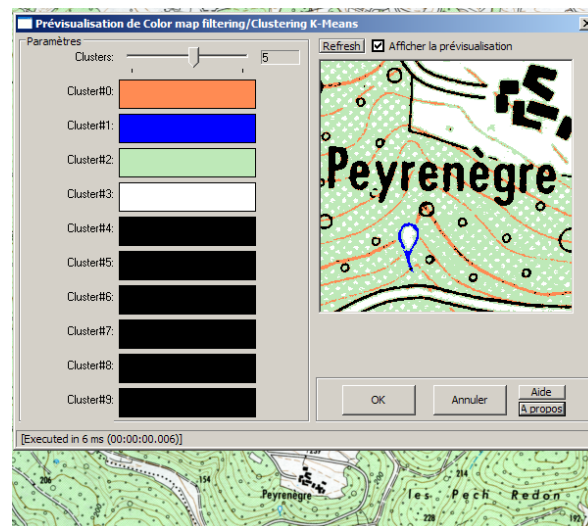 Prévisualisation de Color map filtering/Clustering K-Means
Paramètres
Clusters:
5
Cluster#0:
Cluster#1:
Cluster#2:
Cluster#3:
Cluster#4:
Cluster#5:
Cluster#6:
Cluster#7:
Cluster#8:
Cluster#9:
Refresh
Afficher la prévisualisation
Peyrenègre
OK
Annuler
Aide
A propos
[Executed in 6 ms (00:00:00.006)]
206
154
Peyrenègre
214
les Pech Redon
228